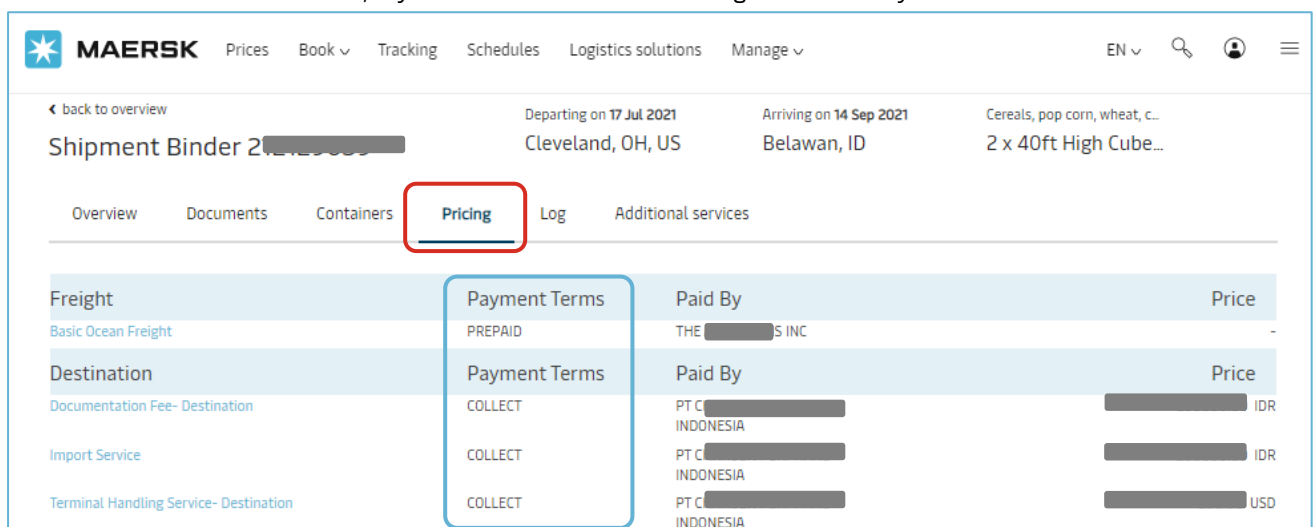 MAERSK Prices Book Tracking Schedules Logistics solutions Manage EN
back to overview
Departing on 17 Jul 2021 Arriving on 14 Sep 2021 Cereals, pop corn, wheat, c...
Shipment Binder Cleveland, OH, US Belawan, ID 2 x 40ft High Cube...
Overview Documents Containers Pricing Log Additional services
Freight Payment Terms Paid By Price
Basic Ocean Freight PREPAID THE S INC -
Destination Payment Terms Paid By Price
Documentation Fee- Destination COLLECT PT C IDR
INDONESIA
Import Service COLLECT PT C IDR
INDONESIA
Terminal Handling Service- Destination COLLECT PT C USD
INDONESIA